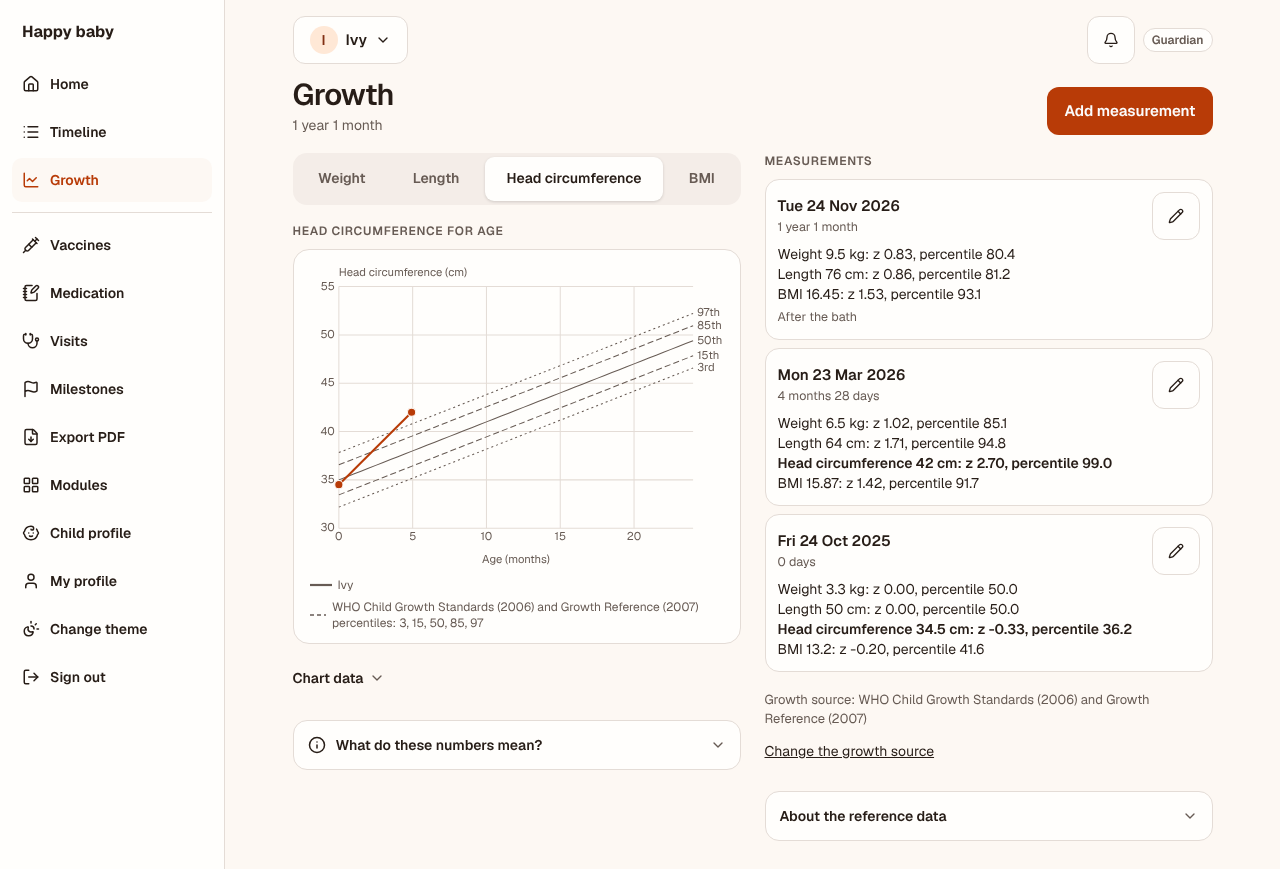 Happy baby
Home
Timeline
Growth
Vaccines
Medication
Visits
Milestones
Export PDF
Modules
Child profile
My profile
Change theme
Sign out
I Ivy
Guardian
Growth
1 year 1 month
Add measurement
Weight Length Head circumference BMI
HEAD CIRCUMFERENCE FOR AGE
Head circumference (cm)
55
50
45
40
35
30
97th
85th
50th
15th
3rd
0 5 10 15 20
Age (months)
Ivy
WHO Child Growth Standards (2006) and Growth Reference (2007)
percentiles: 3, 15, 50, 85, 97
Chart data
What do these numbers mean?
MEASUREMENTS
Tue 24 Nov 2026
1 year 1 month
Weight 9.5 kg: z 0.83, percentile 80.4
Length 76 cm: z 0.86, percentile 81.2
BMI 16.45: z 1.53, percentile 93.1
After the bath
Mon 23 Mar 2026
4 months 28 days
Weight 6.5 kg: z 1.02, percentile 85.1
Length 64 cm: z 1.71, percentile 94.8
Head circumference 42 cm: z 2.70, percentile 99.0
BMI 15.87: z 1.42, percentile 91.7
Fri 24 Oct 2025
0 days
Weight 3.3 kg: z 0.00, percentile 50.0
Length 50 cm: z 0.00, percentile 50.0
Head circumference 34.5 cm: z -0.33, percentile 36.2
BMI 13.2: z -0.20, percentile 41.6
Growth source: WHO Child Growth Standards (2006) and Growth
Reference (2007)
Change the growth source
About the reference data